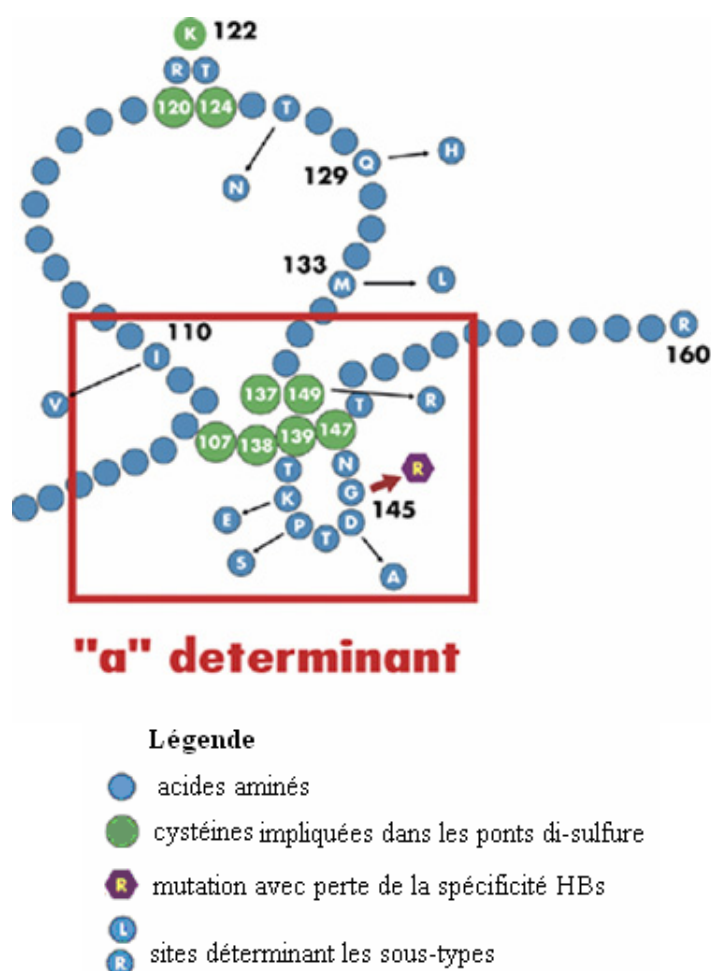 K 122
R T
120 124 T
Q H
129
N
133
M L
110
I
R
160
V
137 149 R
T
107 138 139 147
T N
R
K G
145
E P D
T
S A
"a" determinant
Légende
acides aminés
cystéines impliquées dans les ponts di-sulfure
R mutation avec perte de la spécificité HBs
L
R sites déterminant les sous-types